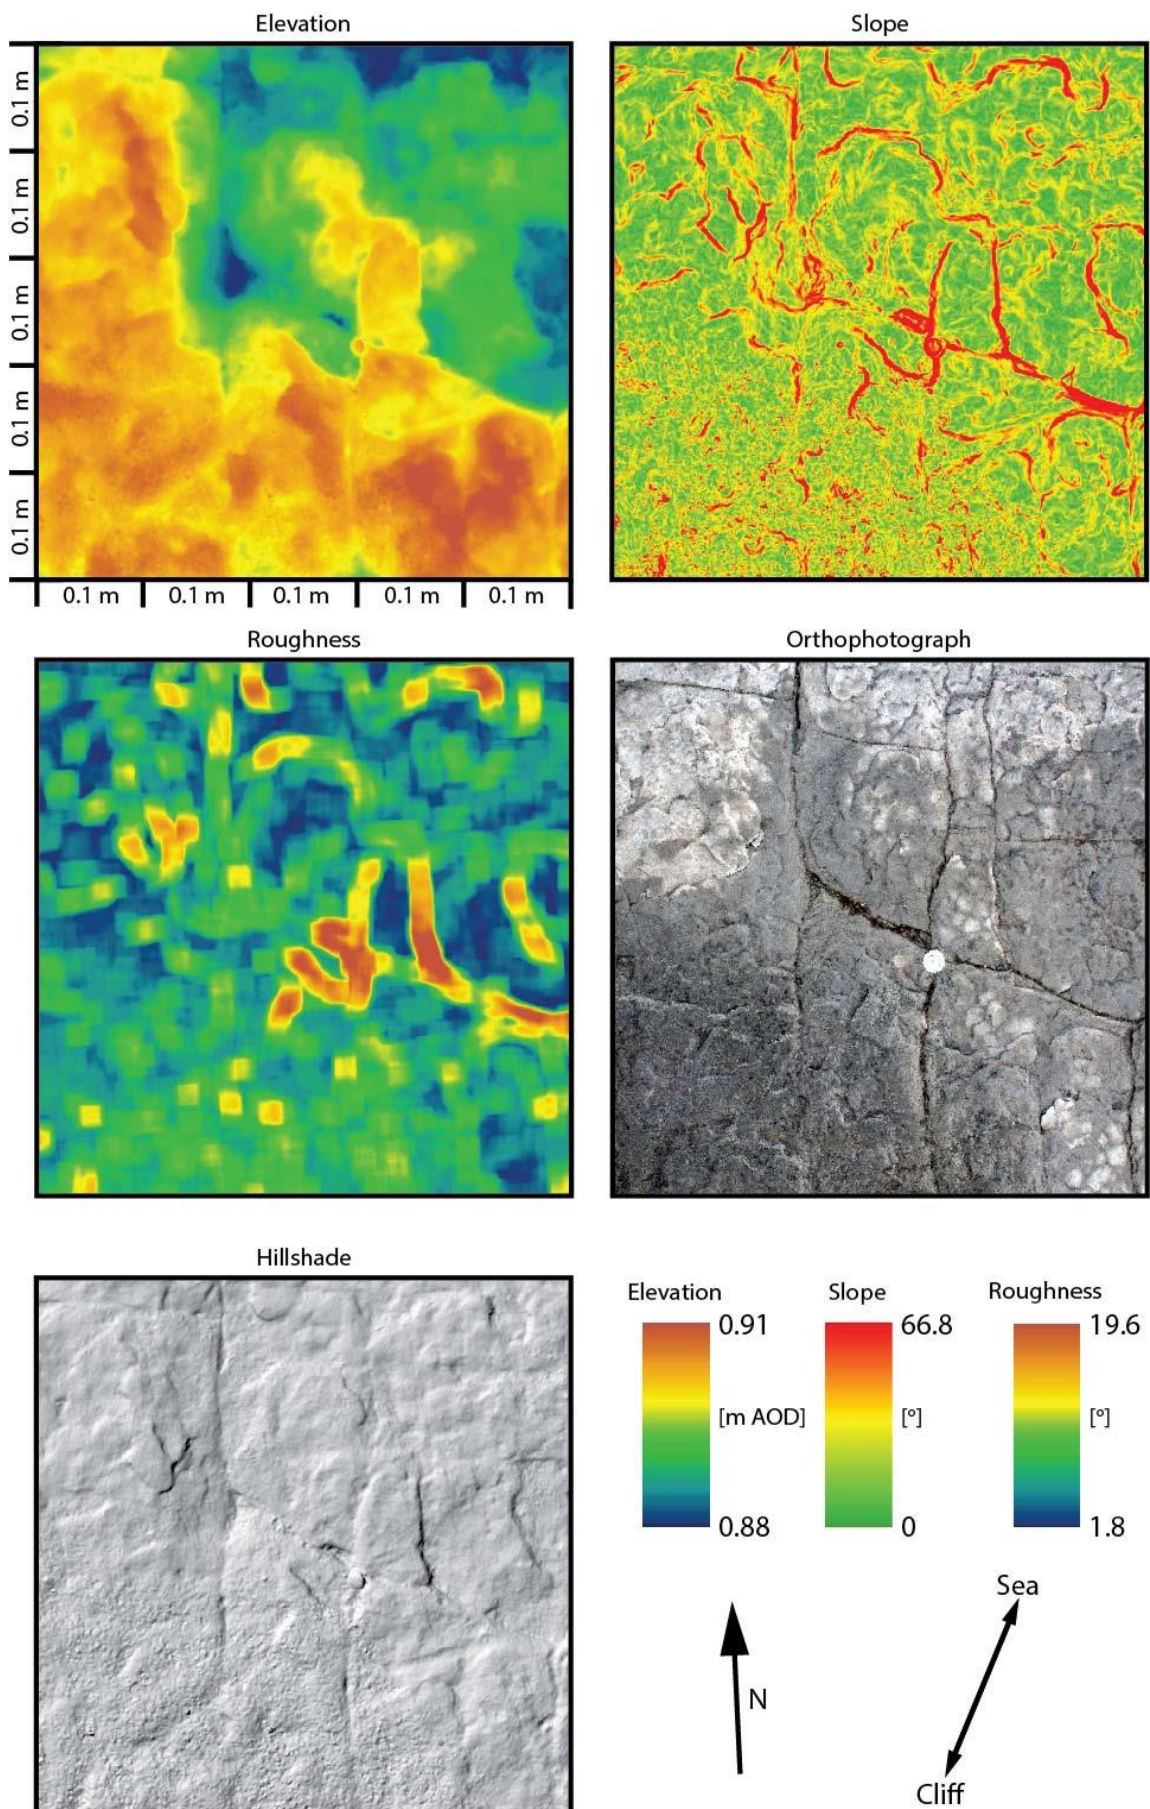 Elevation
Slope
0.1 m
0.1 m
0.1 m
0.1 m
0.1 m
0.1 m
0.1 m
0.1 m
0.1 m
0.1 m
Roughness
Orthophotograph
Hillshade
Elevation
Slope
Roughness
0.91
66.8
19.6
[m AOD]
[°]
[°]
0.88
0
1.8
Sea
N
Cliff